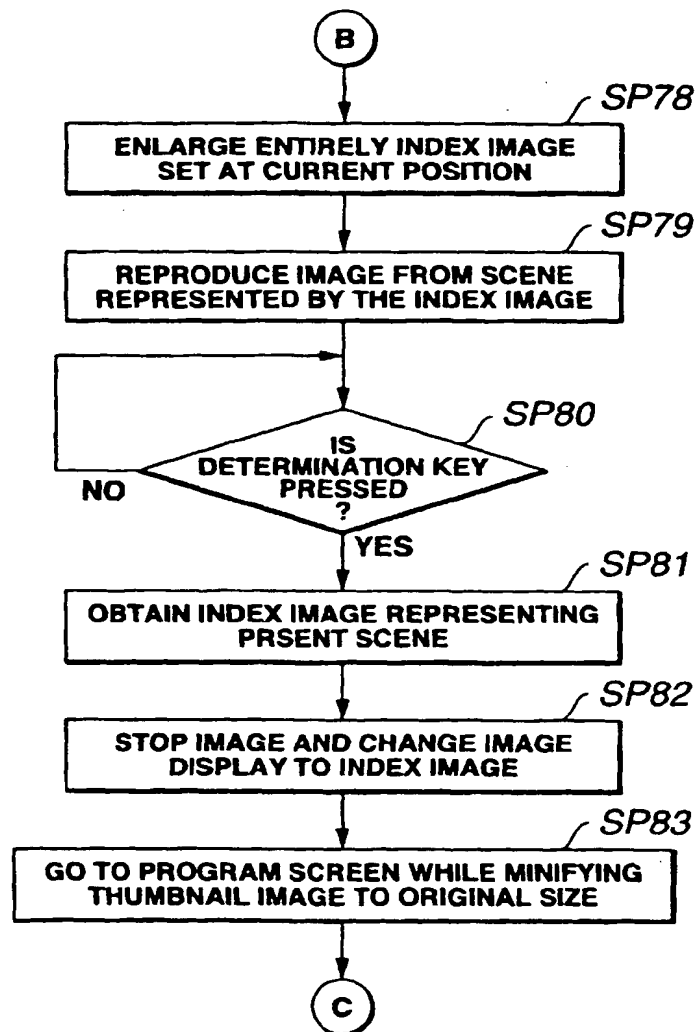 B
SP78
ENLARGE ENTIRELY INDEX IMAGE
SET AT CURRENT POSITION
SP79
REPRODUCE IMAGE FROM SCENE
REPRESENTED BY THE INDEX IMAGE
SP80
IS
DETERMINATION KEY
PRESSED
?
NO
YES
SP81
OBTAIN INDEX IMAGE REPRESENTING
PRSENT SCENE
SP82
STOP IMAGE AND CHANGE IMAGE
DISPLAY TO INDEX IMAGE
SP83
GO TO PROGRAM SCREEN WHILE MINIFYING
THUMBNAIL IMAGE TO ORIGINAL SIZE
C